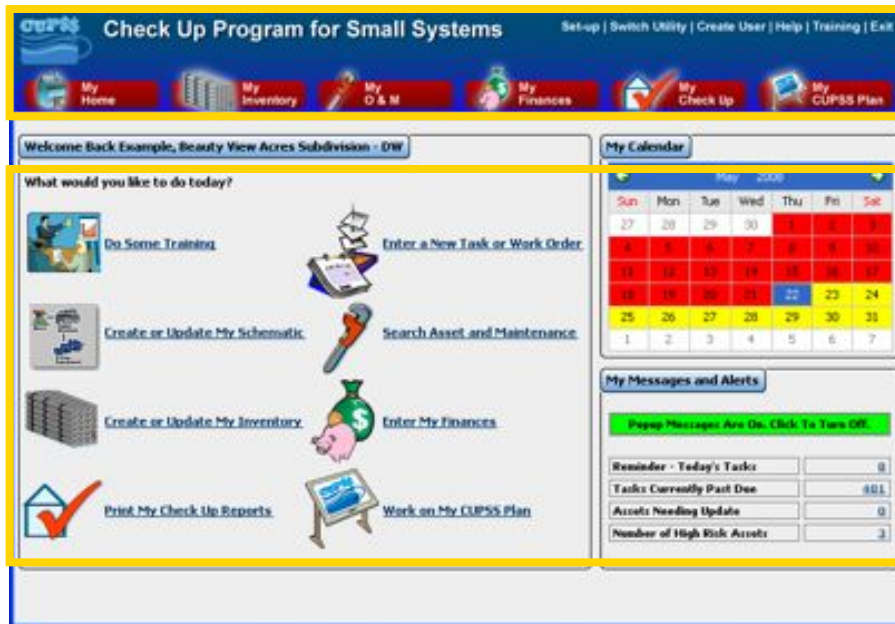 CUPSS
Check Up Program for Small Systems
Set-up | Switch Utility | Create User | Help | Training | Exit
My Home
My Inventory
My O & M
My Finances
My Check Up
My CUPSS Plan
Welcome Back Example, Beauty View Acres Subdivision - DW
What would you like to do today?
Do Some Training
Enter a New Task or Work Order
Create or Update My Schematic
Search Asset and Maintenance
Create or Update My Inventory
Enter My Finances
Print My Check Up Reports
Work on My CUPSS Plan
My Calendar
May 2008
Sun Mon Tue Wed Thu Fri Sat
27 28 29 30 1 2 3
4 5 6 7 8 9 10
11 12 13 14 15 16 17
18 19 20 21 22 23 24
25 26 27 28 29 30 31
1 2 3 4 5 6 7
My Messages and Alerts
Popup Messages Are On. Click To Turn Off.
Reminder - Today's Tasks 0
Tasks Currently Past Due 401
Assets Needing Update 0
Number of High Risk Assets 3